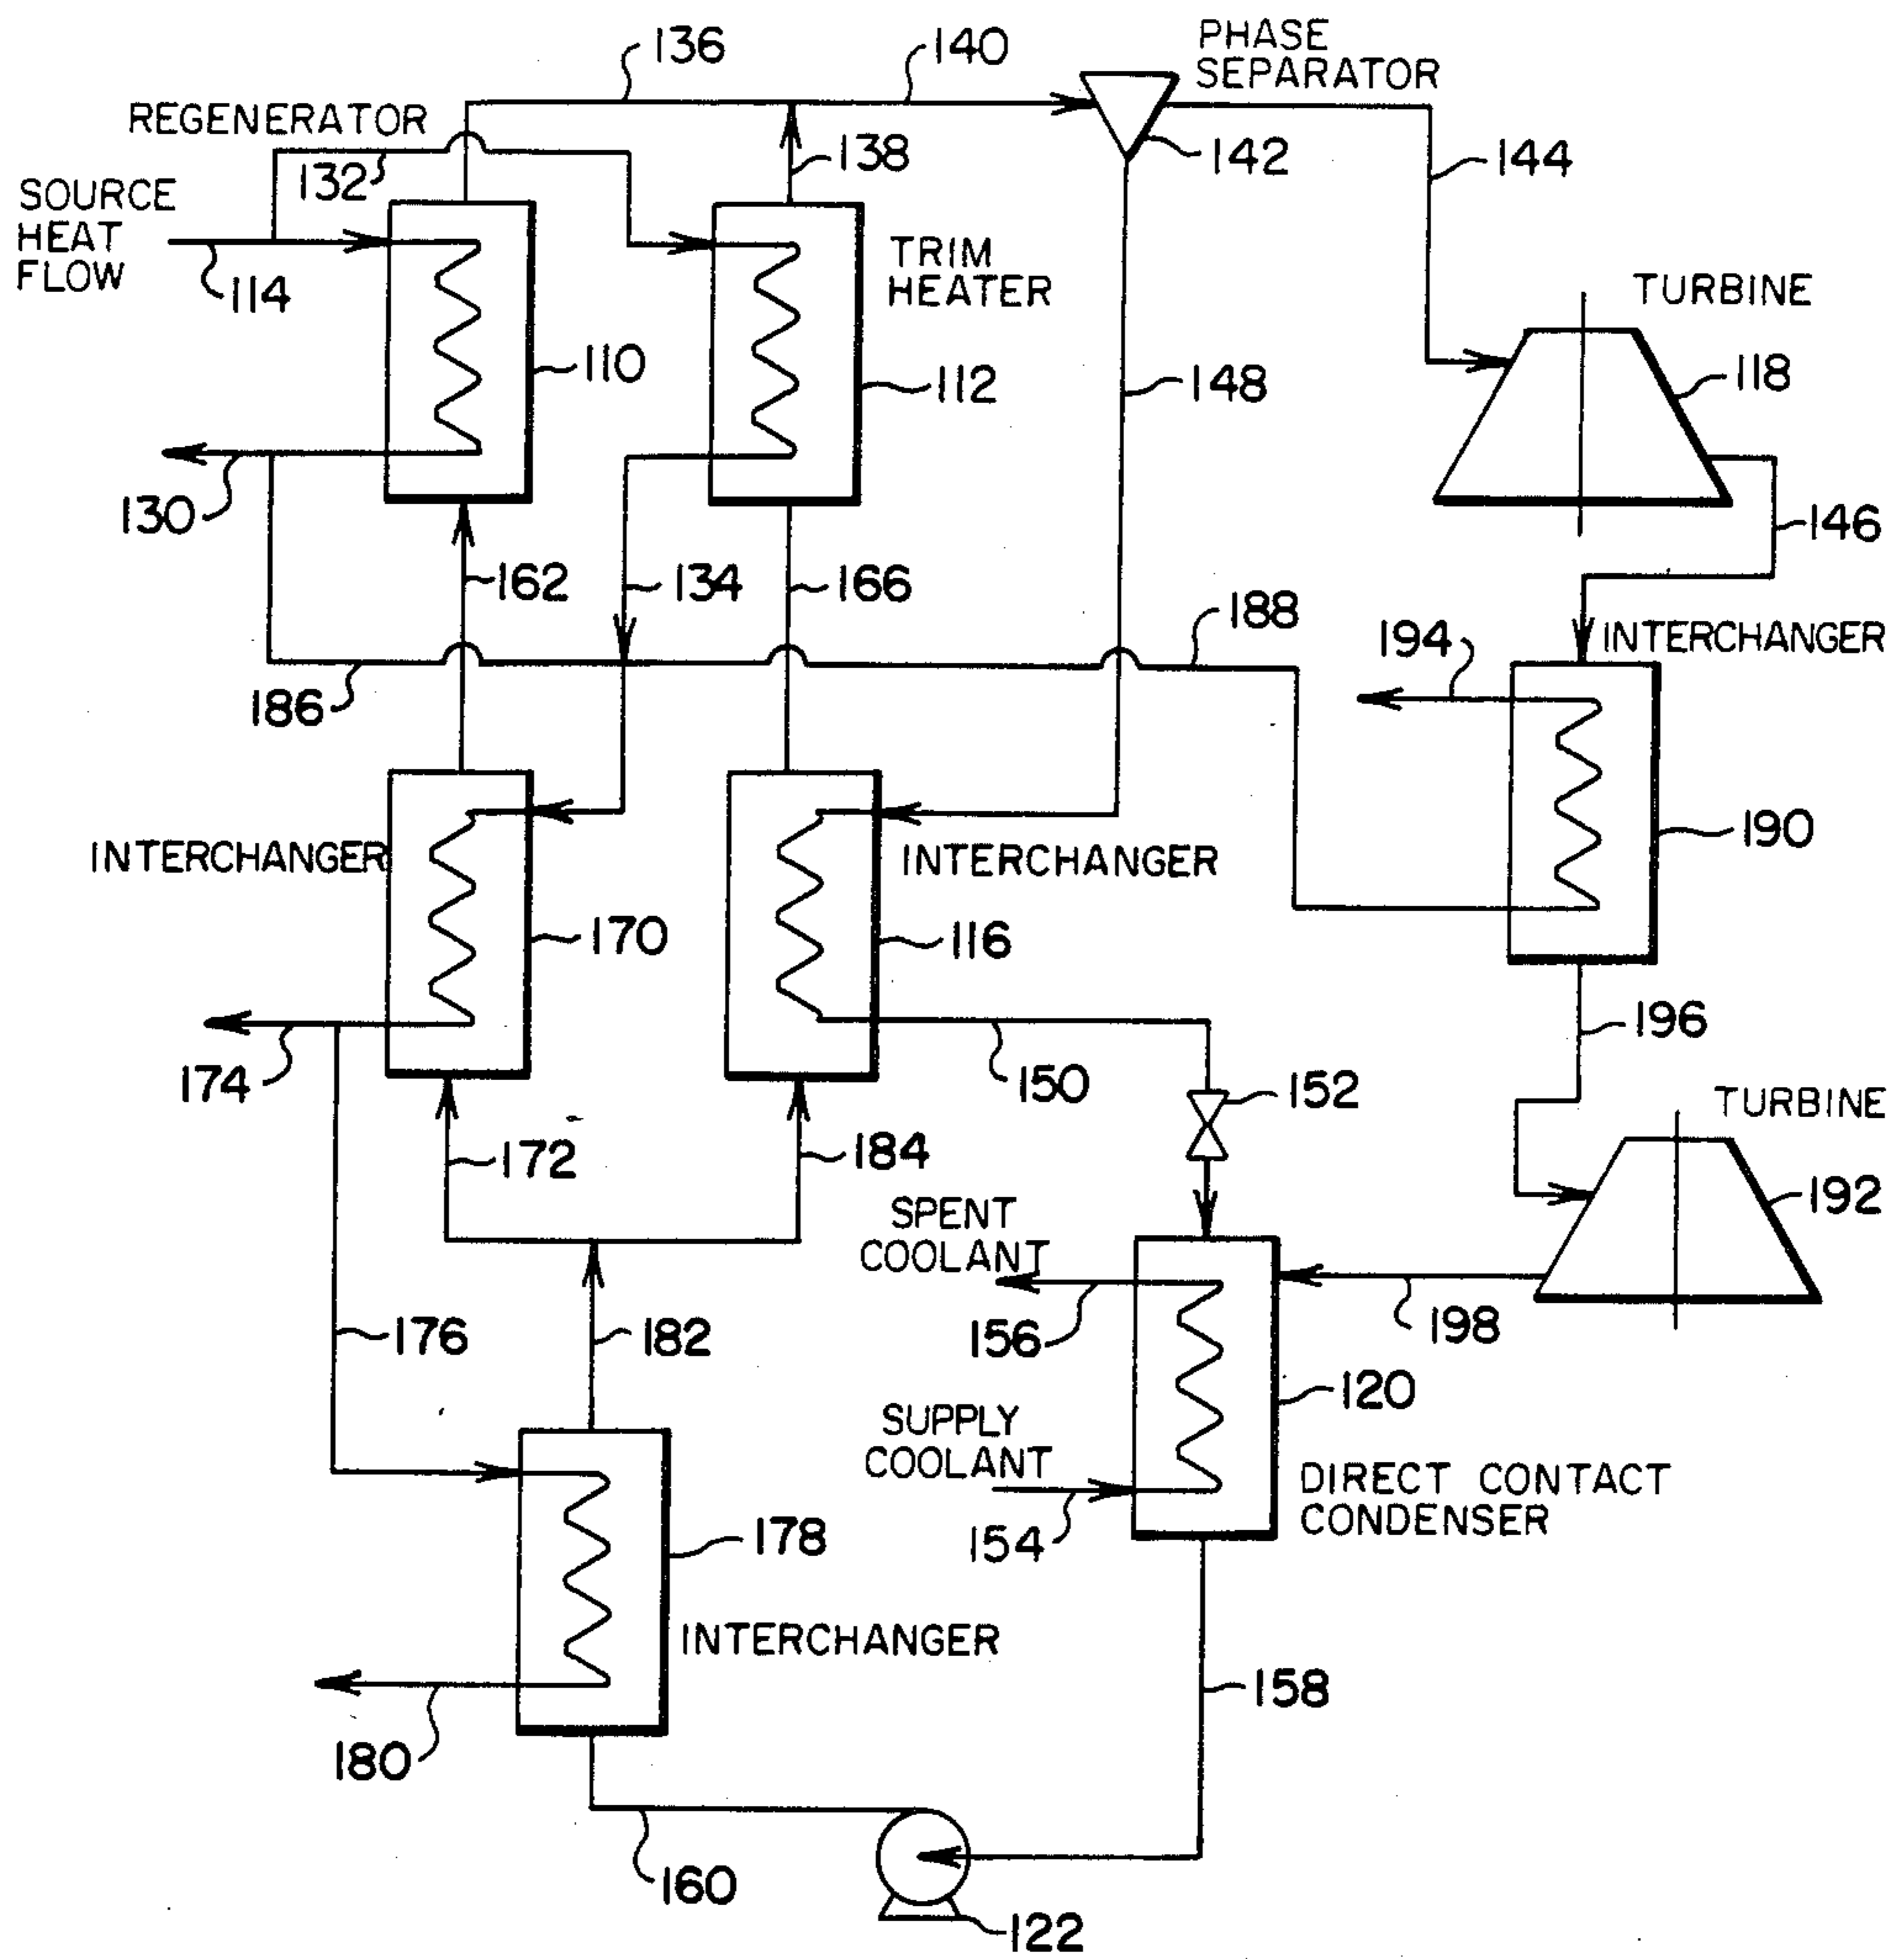 136
140
PHASE
SEPARATOR
REGENERATOR
132
138
142
144
SOURCE
HEAT
FLOW
114
TRIM
HEATER
TURBINE
110
112
148
118
130
146
162
134
166
188
194
INTERCHANGER
186
190
INTERCHANGER
INTERCHANGER
170
116
196
174
150
152
TURBINE
172
184
192
SPENT
COOLANT
176
182
156
198
120
SUPPLY
COOLANT
DIRECT CONTACT
CONDENSER
154
178
INTERCHANGER
158
180
160
122